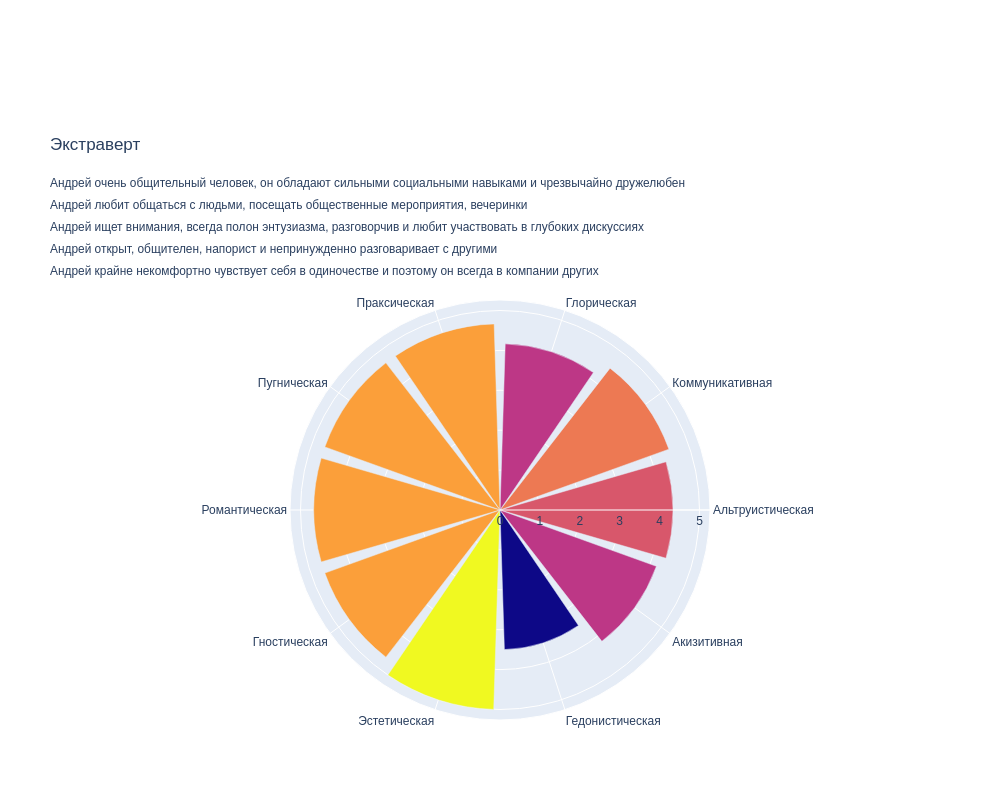 Экстраверт
Андрей очень общительный человек, он обладают сильными социальными навыками и чрезвычайно дружелюбен
Андрей любит общаться с людьми, посещать общественные мероприятия, вечеринки
Андрей ищет внимания, всегда полон энтузиазма, разговорчив и любит участвовать в глубоких дискуссиях
Андрей открыт, общителен, напорист и непринужденно разговаривает с другими
Андрей крайне некомфортно чувствует себя в одиночестве и поэтому он всегда в компании других
Праксическая
Глорическая
Пугническая
Коммуникативная
Романтическая
Альтруистическая
0 1 2 3 4 5
Гностическая
Акизитивная
Эстетическая
Гедонистическая